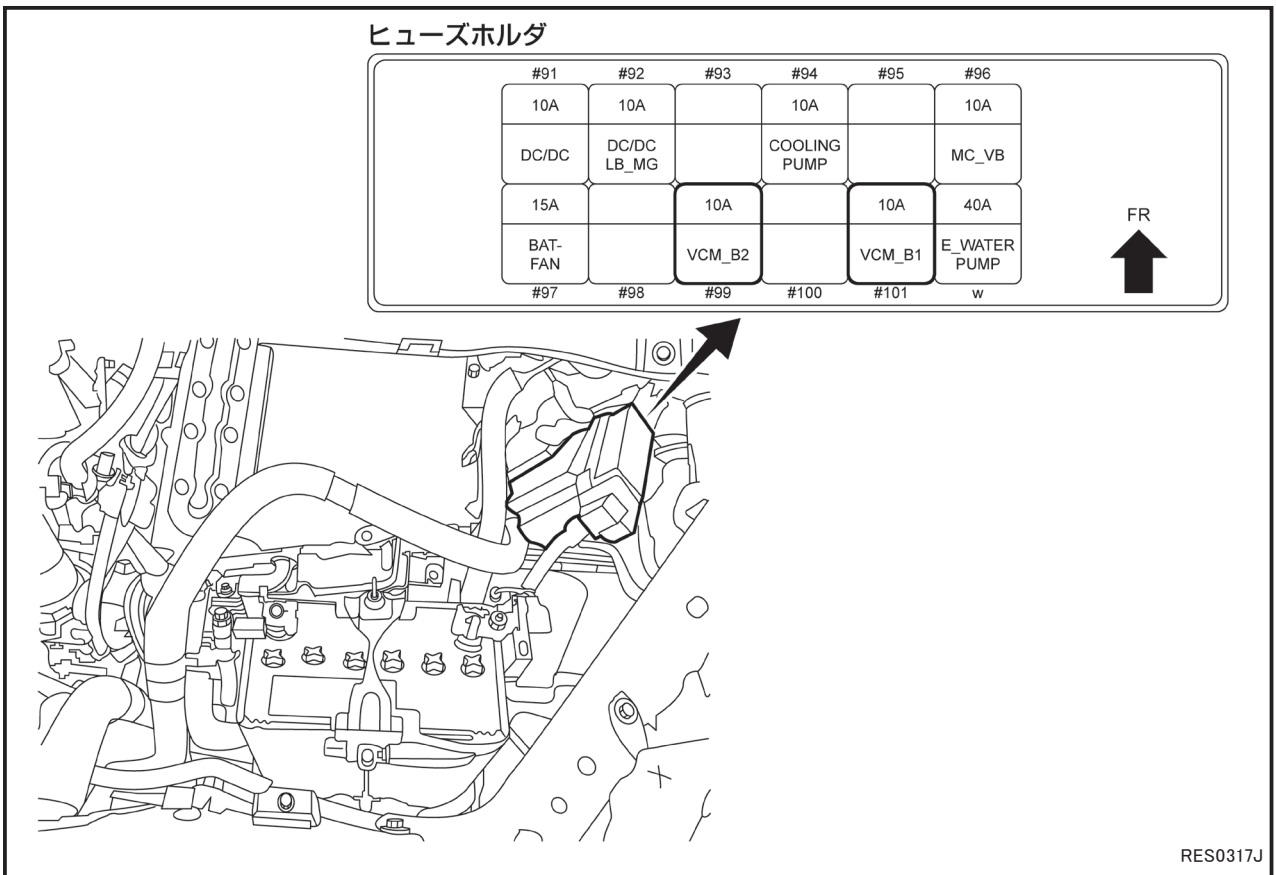 ヒューズホルダ
#91 #92 #93 #94 #95 #96
10A 10A 10A 10A
DC/DC DC/DC LB_MG COOLING PUMP MC_VB
15A 10A 10A 40A
BAT-FAN VCM_B2 VCM_B1 E_WATER PUMP
#97 #98 #99 #100 #101 w
FR
RES0317J